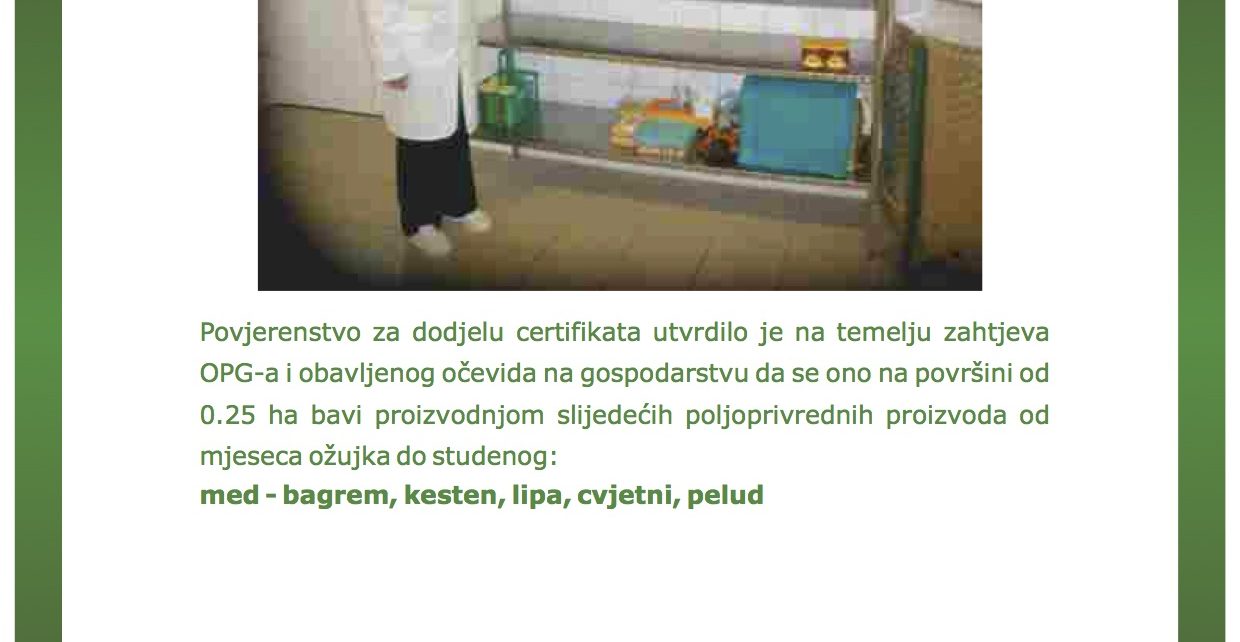 Povjerenstvo za dodjelu certifikata utvrdilo je na temelju zahtjeva
OPG-a i obavljenog očevida na gospodarstvu da se ono na površini od
0.25 ha bavi proizvodnjom slijedećih poljoprivrednih proizvoda od
mjeseca ožujka do studenog:
med - bagrem, kesten, lipa, cvjetni, pelud